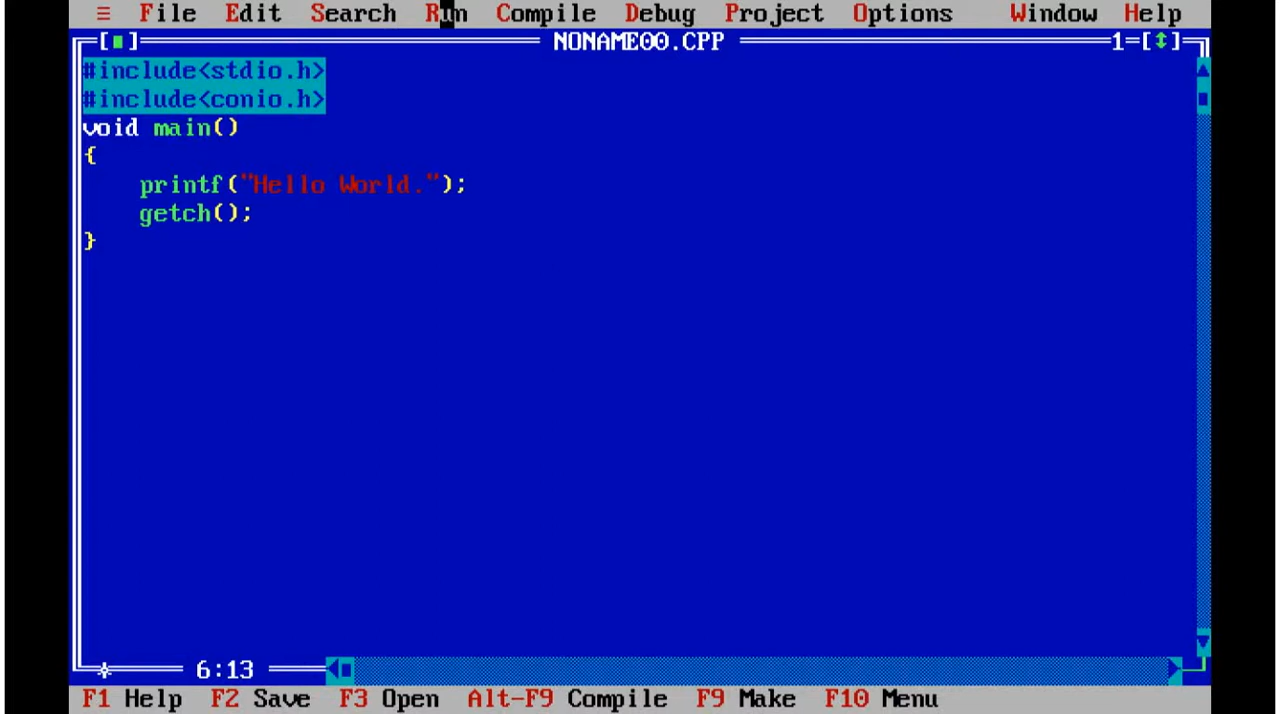 ≡ File Edit Search Run Compile Debug Project Options Window Help
[■] NONAME00.CPP 1=[↕]
#include<stdio.h>
#include<conio.h>
void main()
{
    printf("Hello World.");
    getch();
}
6:13
F1 Help F2 Save F3 Open Alt-F9 Compile F9 Make F10 Menu